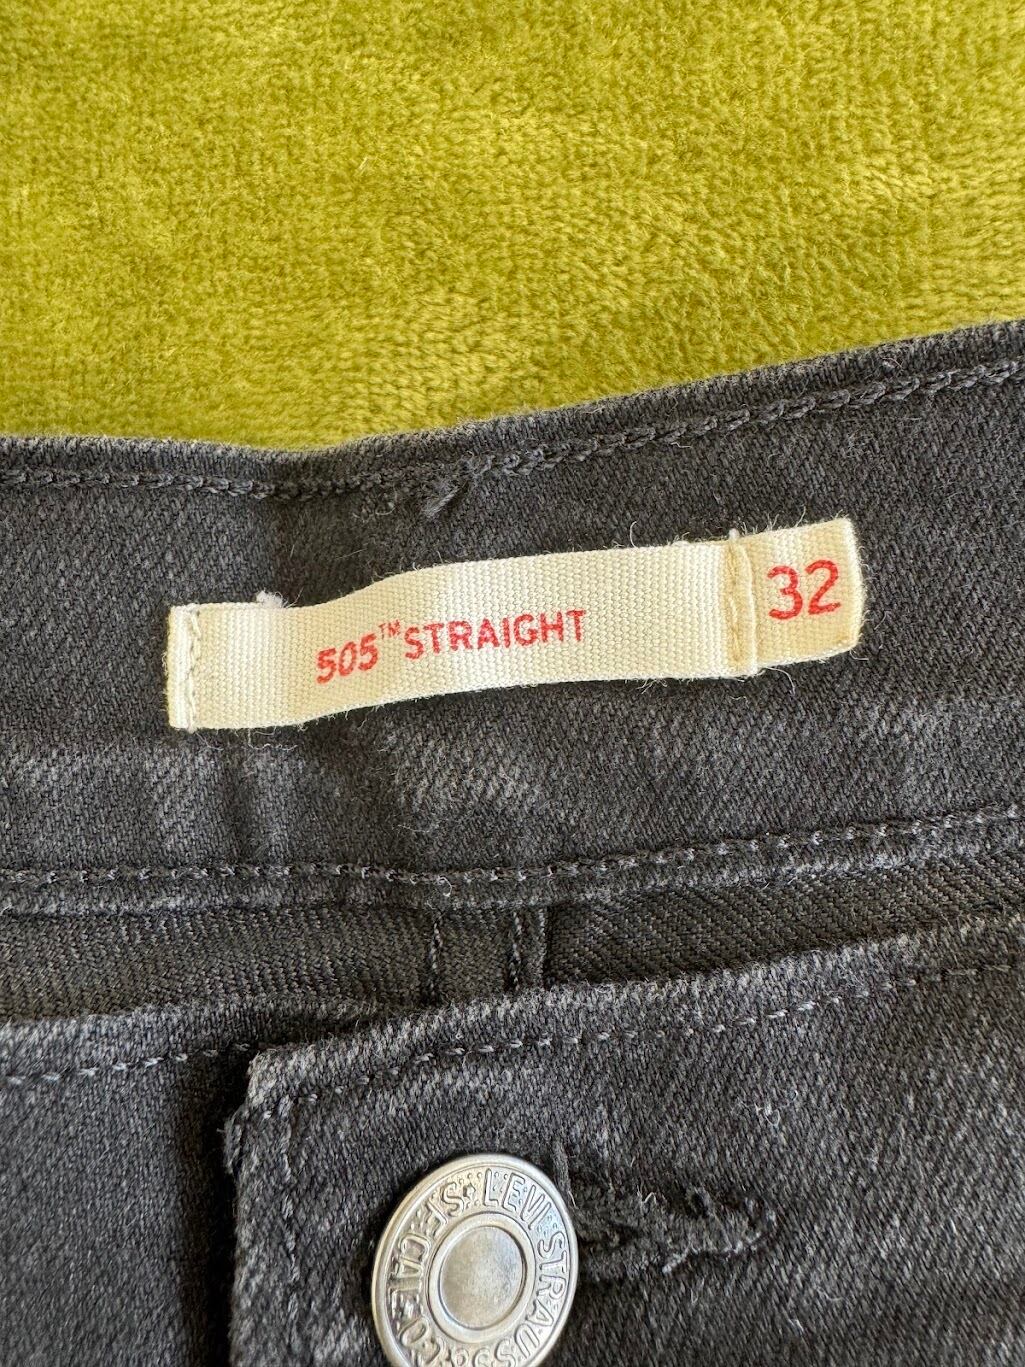 505™ STRAIGHT
32
LEVI STRAUSS & CO
S.F. CAL